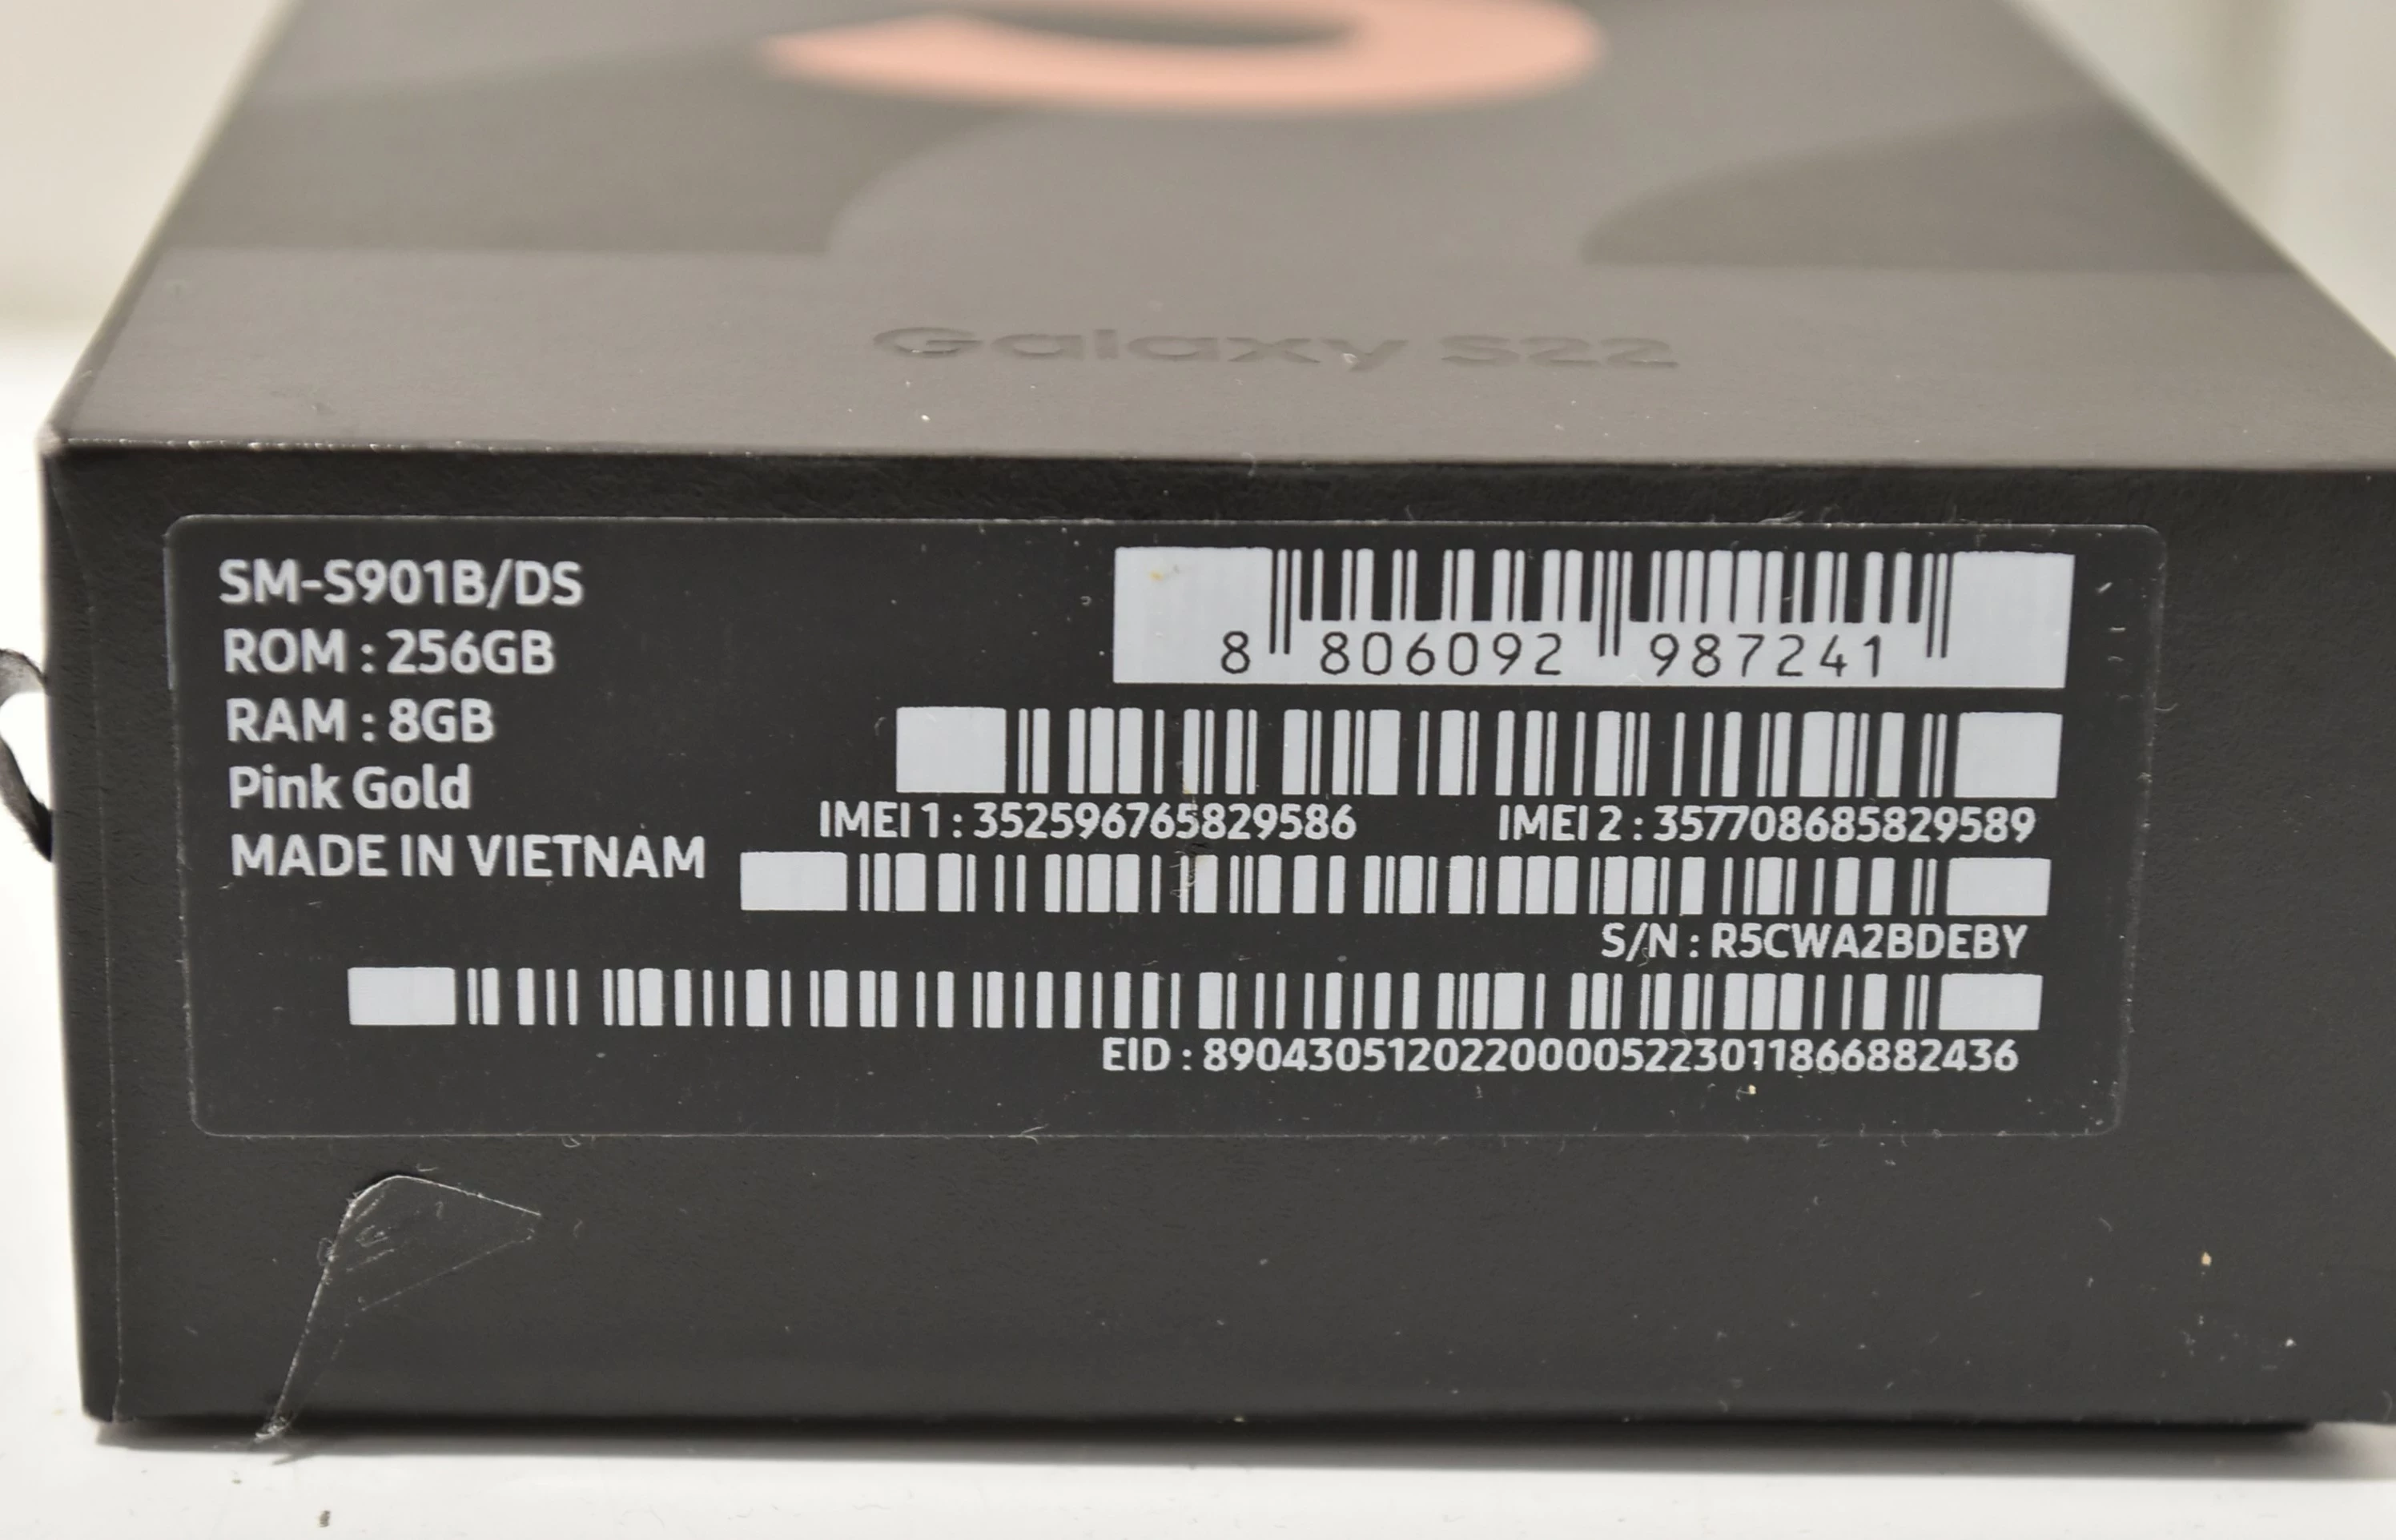 Galaxy S22
SM-S901B/DS
ROM : 256GB
RAM : 8GB
Pink Gold
MADE IN VIETNAM
8 806092 987241
IMEI 1 : 352596765829586 IMEI 2 : 357708685829589
S/N : R5CWA2BDEBY
EID : 89043051202200005223011866882436